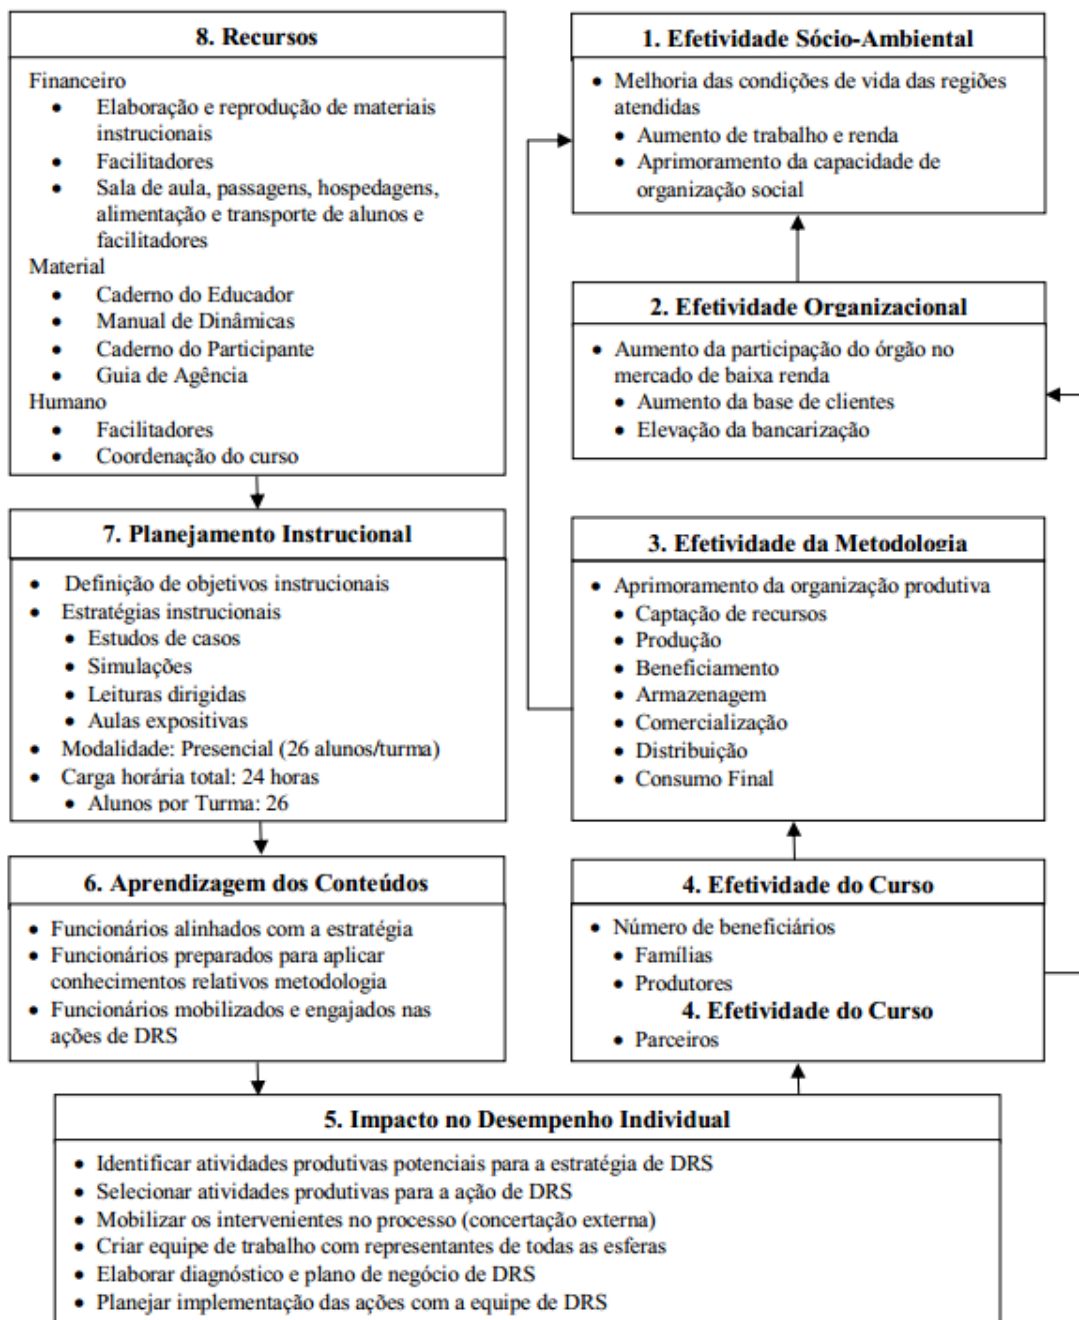 8. Recursos
Financeiro
• Elaboração e reprodução de materiais
instrucionais
• Facilitadores
• Sala de aula, passagens, hospedagens,
alimentação e transporte de alunos e
facilitadores
Material
• Caderno do Educador
• Manual de Dinâmicas
• Caderno do Participante
• Guia de Agência
Humano
• Facilitadores
• Coordenação do curso
7. Planejamento Instrucional
• Definição de objetivos instrucionais
• Estratégias instrucionais
• Estudos de casos
• Simulações
• Leituras dirigidas
• Aulas expositivas
• Modalidade: Presencial (26 alunos/turma)
• Carga horária total: 24 horas
• Alunos por Turma: 26
6. Aprendizagem dos Conteúdos
• Funcionários alinhados com a estratégia
• Funcionários preparados para aplicar
conhecimentos relativos metodologia
• Funcionários mobilizados e engajados nas
ações de DRS
1. Efetividade Sócio-Ambiental
• Melhoria das condições de vida das regiões
atendidas
• Aumento de trabalho e renda
• Aprimoramento da capacidade de
organização social
2. Efetividade Organizacional
• Aumento da participação do órgão no
mercado de baixa renda
• Aumento da base de clientes
• Elevação da bancarização
3. Efetividade da Metodologia
• Aprimoramento da organização produtiva
• Captação de recursos
• Produção
• Beneficiamento
• Armazenagem
• Comercialização
• Distribuição
• Consumo Final
4. Efetividade do Curso
• Número de beneficiários
• Famílias
• Produtores
4. Efetividade do Curso
• Parceiros
5. Impacto no Desempenho Individual
• Identificar atividades produtivas potenciais para a estratégia de DRS
• Selecionar atividades produtivas para a ação de DRS
• Mobilizar os intervenientes no processo (concertação externa)
• Criar equipe de trabalho com representantes de todas as esferas
• Elaborar diagnóstico e plano de negócio de DRS
• Planejar implementação das ações com a equipe de DRS